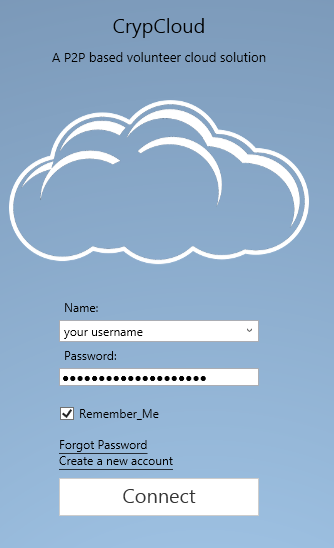 CrypCloud
A P2P based volunteer cloud solution
Name:
your username
Password:
●●●●●●●●●●●●●●●●●●●●
Remember_Me
Forgot Password
Create a new account
Connect